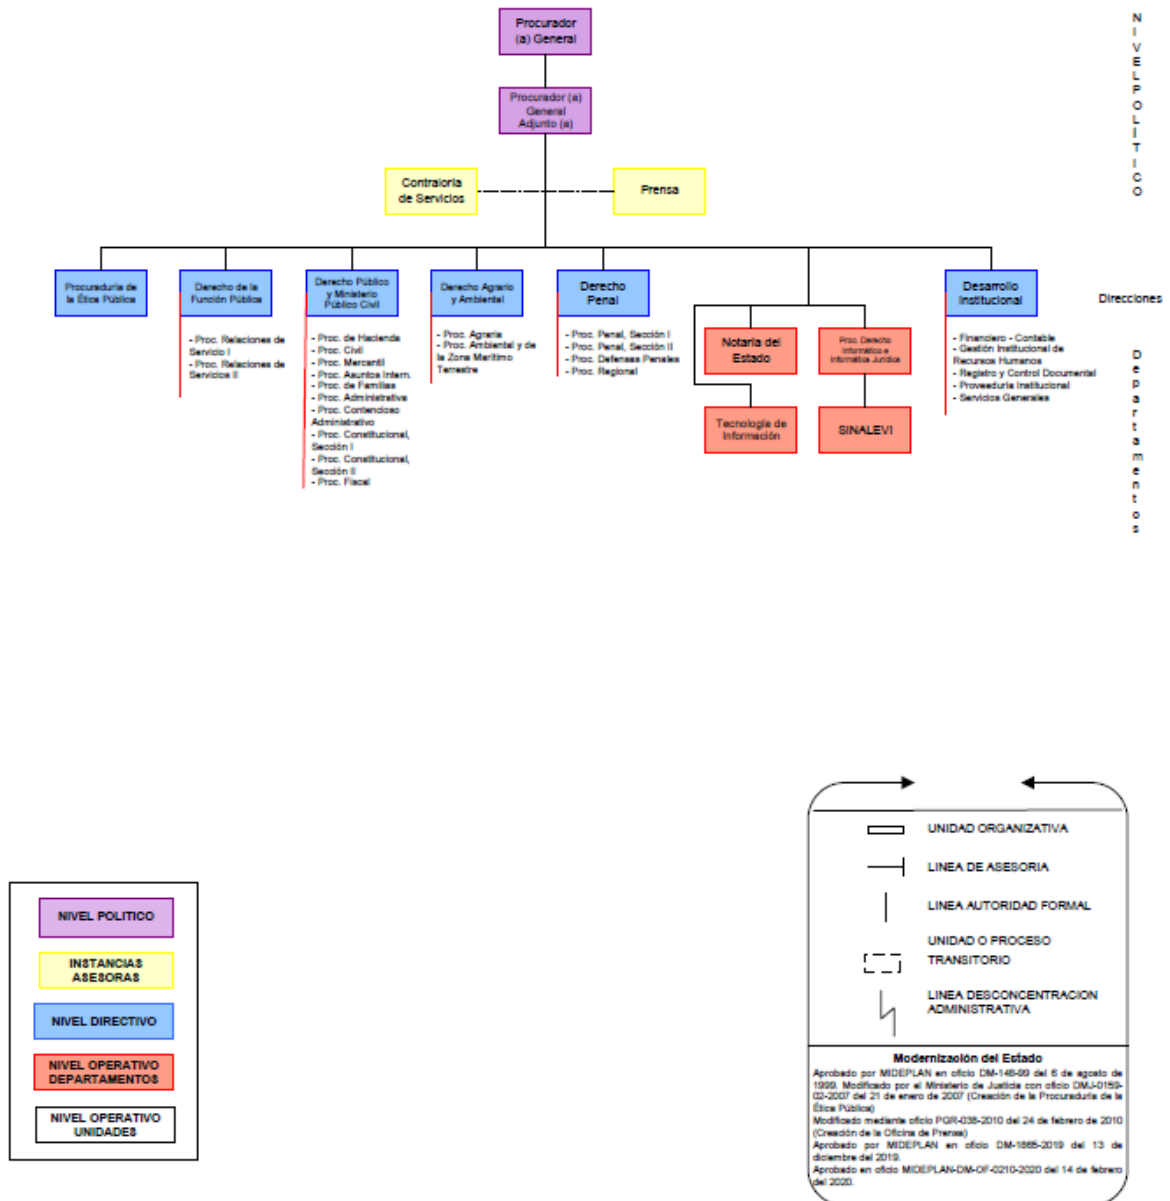 Procurador
(a) General
Procurador (a)
General
Adjunto (a)
Contraloría
de Servicios
Prensa
NIVEL POLÍTICO
Procuraduría de
la Ética Pública
Derecho de la
Función Pública
Derecho Público
y Ministerio
Público Civil
Derecho Agrario
y Ambiental
Derecho
Penal
Desarrollo
Institucional
Direcciones
- Proc. Relaciones de
Servicio I
- Proc. Relaciones de
Servicios II
- Proc. de Hacienda
- Proc. Civil
- Proc. Mercantil
- Proc. Asuntos Intern.
- Proc. de Familias
- Proc. Administrativa
- Proc. Contencioso
Administrativo
- Proc. Constitucional,
Sección I
- Proc. Constitucional,
Sección II
- Proc. Fiscal
- Proc. Agraria
- Proc. Ambiental y de
la Zona Marítimo
Terrestre
- Proc. Penal, Sección I
- Proc. Penal, Sección II
- Proc. Defensas Penales
- Proc. Regional
Notaría del
Estado
Proc. Derecho
Informático e
Informática Jurídica
Tecnología de
Información
SINALEVI
- Financiero - Contable
- Gestión Institucional de
Recursos Humanos
- Registro y Control Documental
- Proveeduría Institucional
- Servicios Generales
Departamentos
NIVEL POLITICO
INSTANCIAS
ASESORAS
NIVEL DIRECTIVO
NIVEL OPERATIVO
DEPARTAMENTOS
NIVEL OPERATIVO
UNIDADES
UNIDAD ORGANIZATIVA
LINEA DE ASESORIA
LINEA AUTORIDAD FORMAL
UNIDAD O PROCESO
TRANSITORIO
LINEA DESCONCENTRACION
ADMINISTRATIVA
Modernización del Estado
Aprobado por MIDEPLAN en oficio DM-148-99 del 6 de agosto de
1999. Modificado por el Ministerio de Justicia con oficio DMJ-0159-
02-2007 del 21 de enero de 2007 (Creación de la Procuraduría de la
Ética Pública)
Modificado mediante oficio PGR-038-2010 del 24 de febrero de 2010
(Creación de la Oficina de Prensa)
Aprobado por MIDEPLAN en oficio DM-1865-2019 del 13 de
diciembre del 2019.
Aprobado en oficio MIDEPLAN-DM-OF-0210-2020 del 14 de febrero
del 2020.